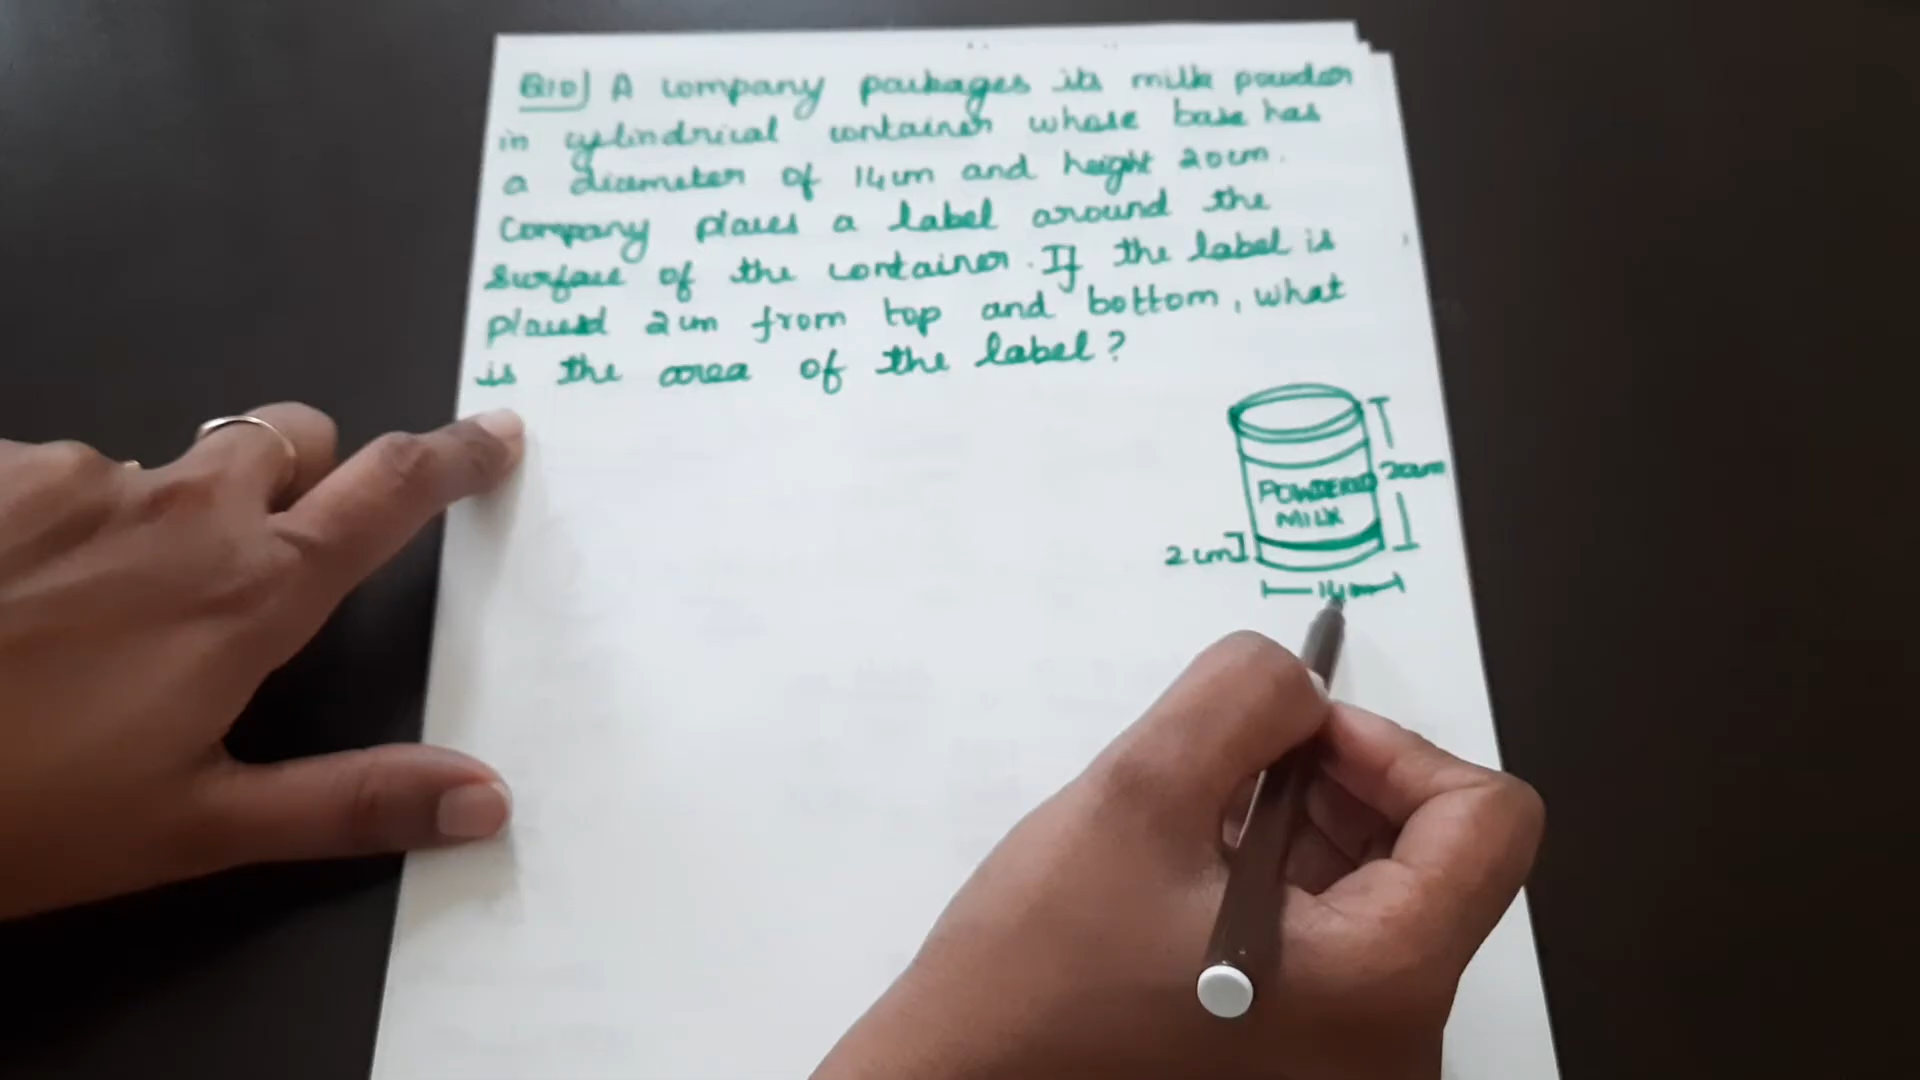 Q10] A company packages its milk powder
in cylindrical container whose base has
a diameter of 14cm and height 20cm.
Company places a label around the
surface of the container. If the label is
placed 2cm from top and bottom, what
is the area of the label?
20cm
POWDERED
MILK
2cm
14cm